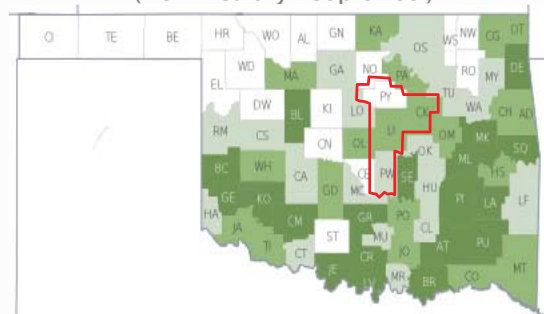 O TE BE HR WO AL GN KA NW CG OT
WS
OS
WD NO RO DE
EL MA GA PA MY
PY TU
DW BL KI LO CK WA CH AD
RM CS CN OL LI OM MK
OK SQ
BC WH CA CE PW SE ML HS
GE KO GD MC HU PI LA LF
HA CM GR PO
JA ST MU CL AT PU
TI CT CR JO
JE MR MT
LV BR CO